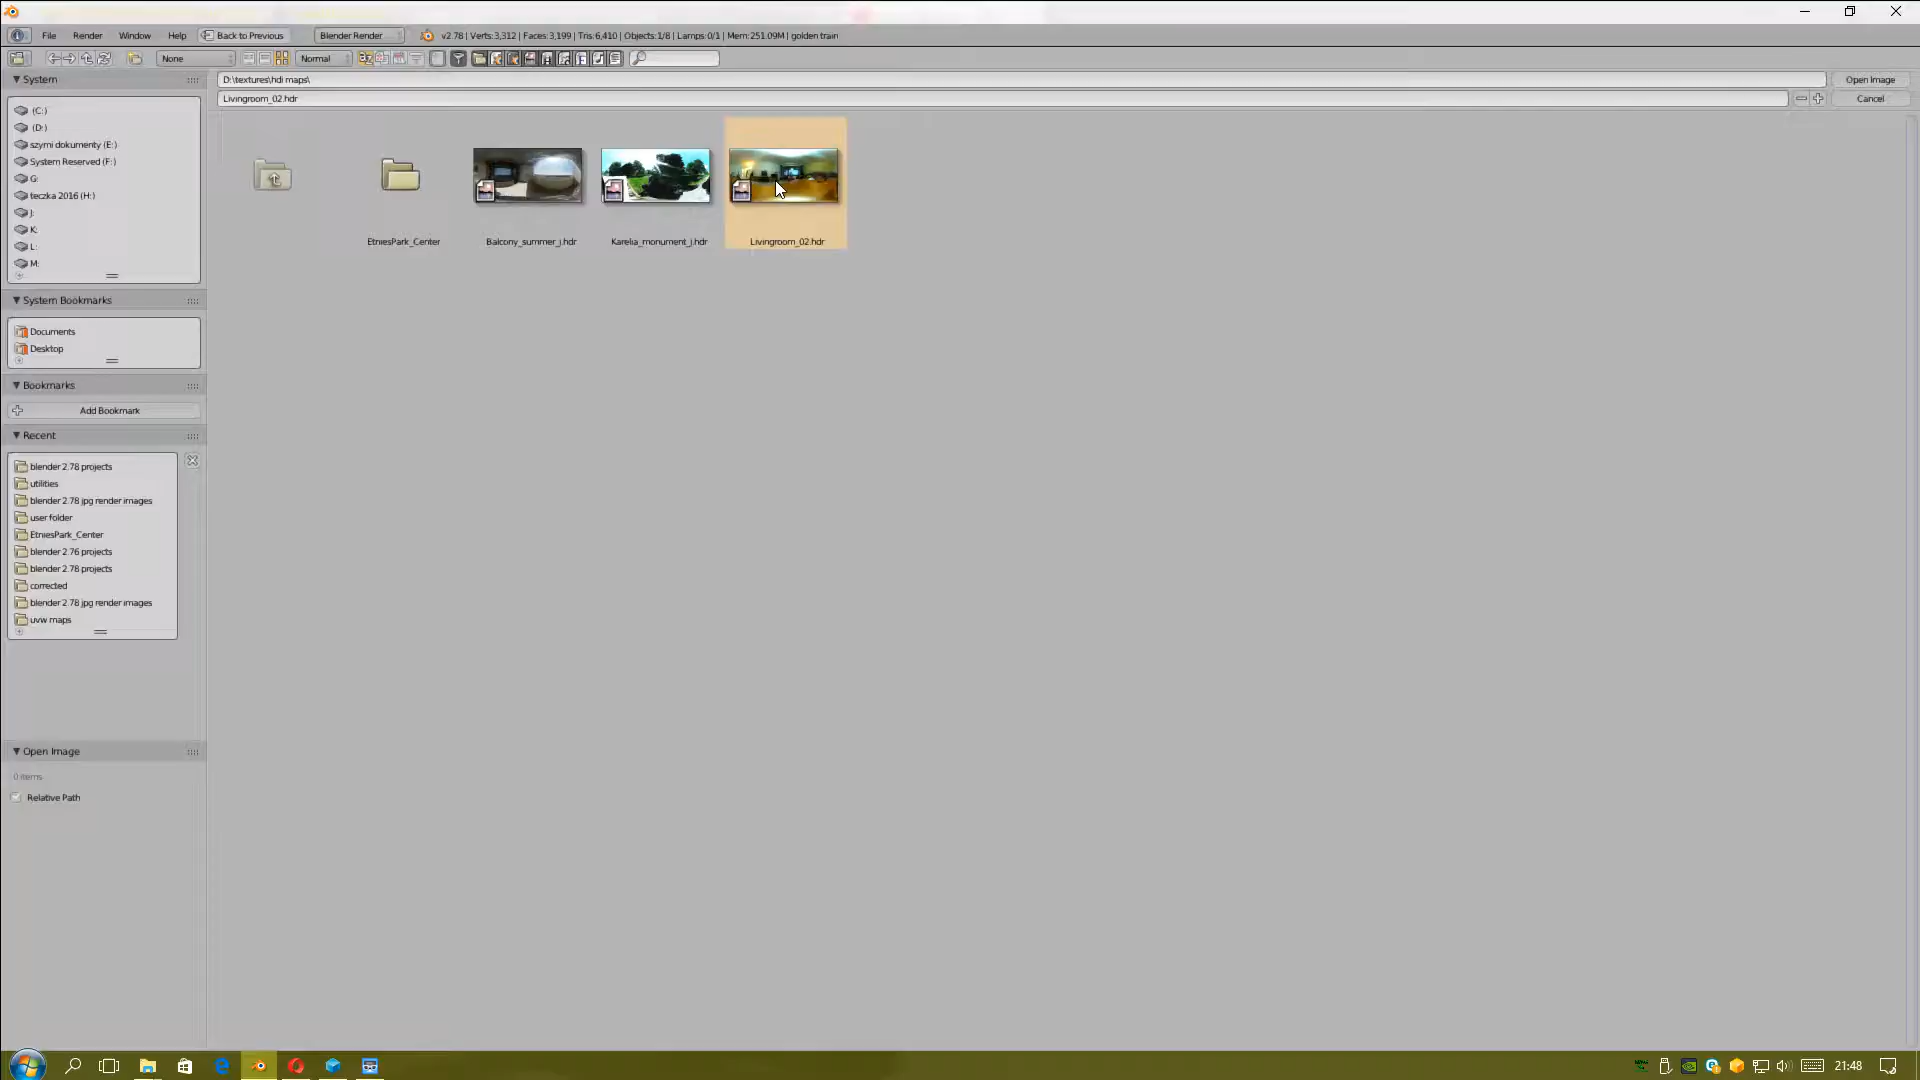 File Render Window Help Back to Previous Blender Render v2.78 | Verts:3,312 | Faces:3,199 | Tris:6,410 | Objects:1/8 | Lamps:0/1 | Mem:251.09M | golden train
None Normal
System
D:\textures\hdi maps\
Open Image
Livingroom_02.hdr
Cancel
(C:)
(D:)
szymi dokumenty (E:)
System Reserved (F:)
G:
teczka 2016 (H:)
J:
K:
L:
M:
EtniesPark_Center Balcony_summer_j.hdr Karelia_monument_j.hdr Livingroom_02.hdr
System Bookmarks
Documents
Desktop
Bookmarks
Add Bookmark
Recent
blender 2.78 projects
utilities
blender 2.78 jpg render images
user folder
EtniesPark_Center
blender 2.76 projects
blender 2.78 projects
corrected
blender 2.78 jpg render images
uvw maps
Open Image
0 items
Relative Path
21:48